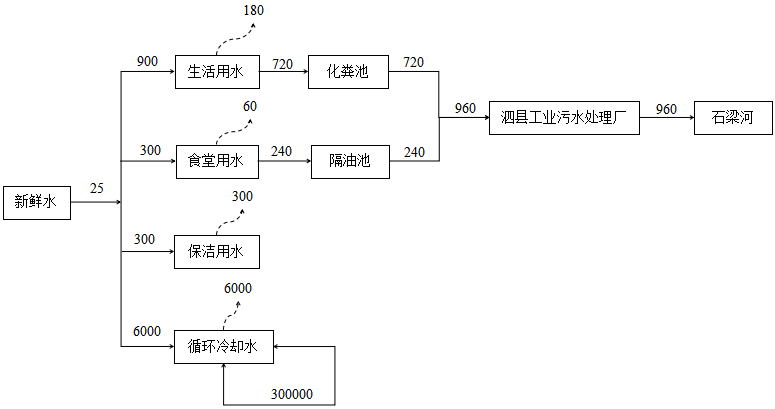 180
900
生活用水
720
化粪池
720
60
960
泗县工业污水处理厂
960
石梁河
300
食堂用水
240
隔油池
240
新鲜水
25
300
300
保洁用水
6000
6000
循环冷却水
300000